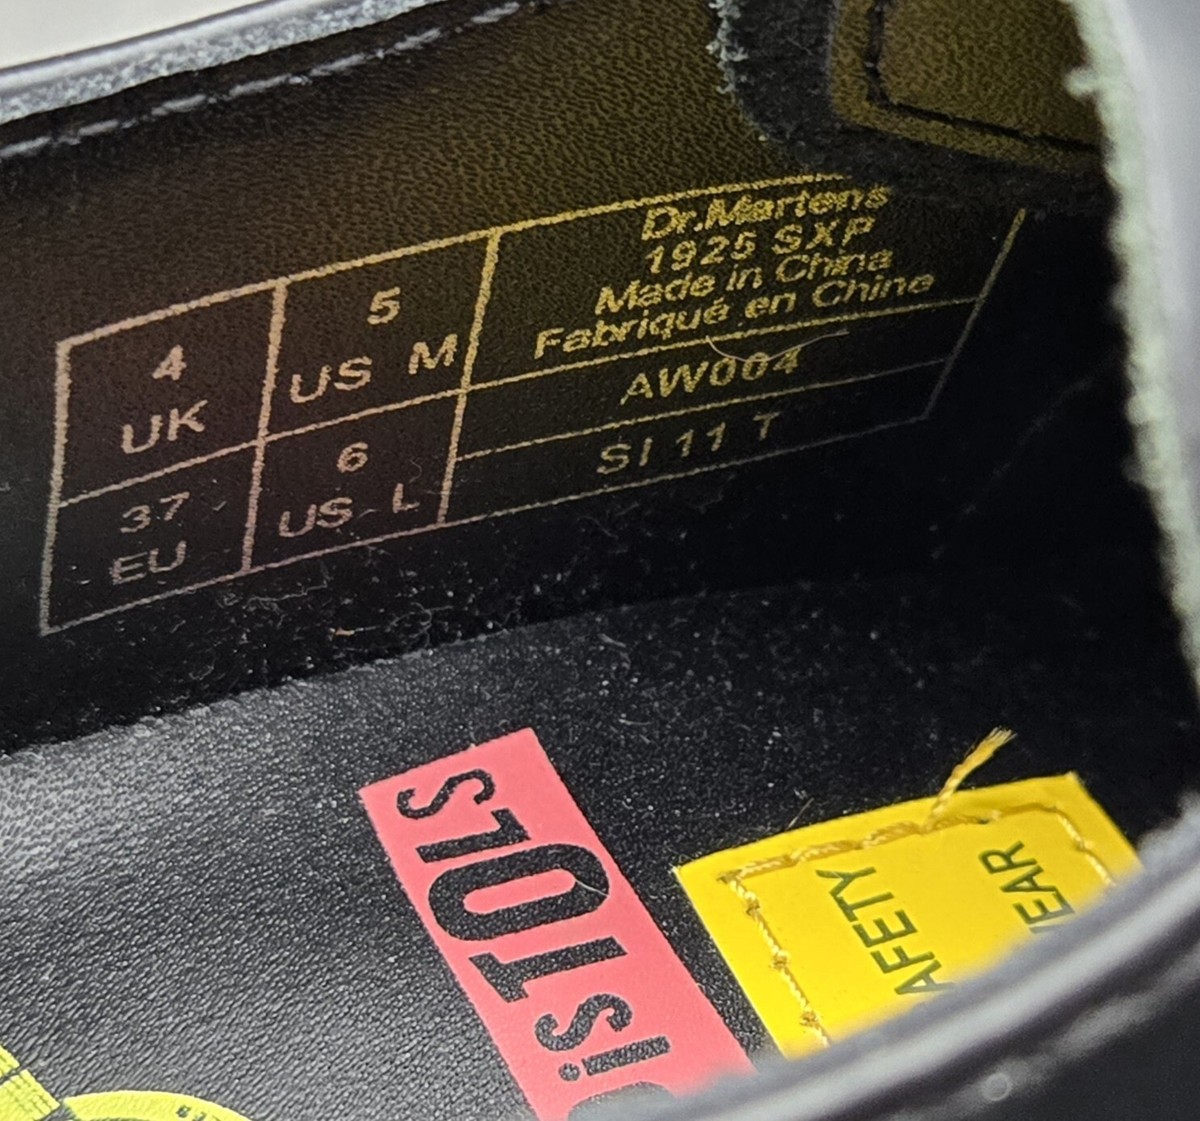 4
UK
5
US M
37
EU
6
US L
Dr.Martens
1925 SXP
Made in China
Fabriqué en Chine
AW004
SI 11 T
PiSTOLS
AFETY
EAR